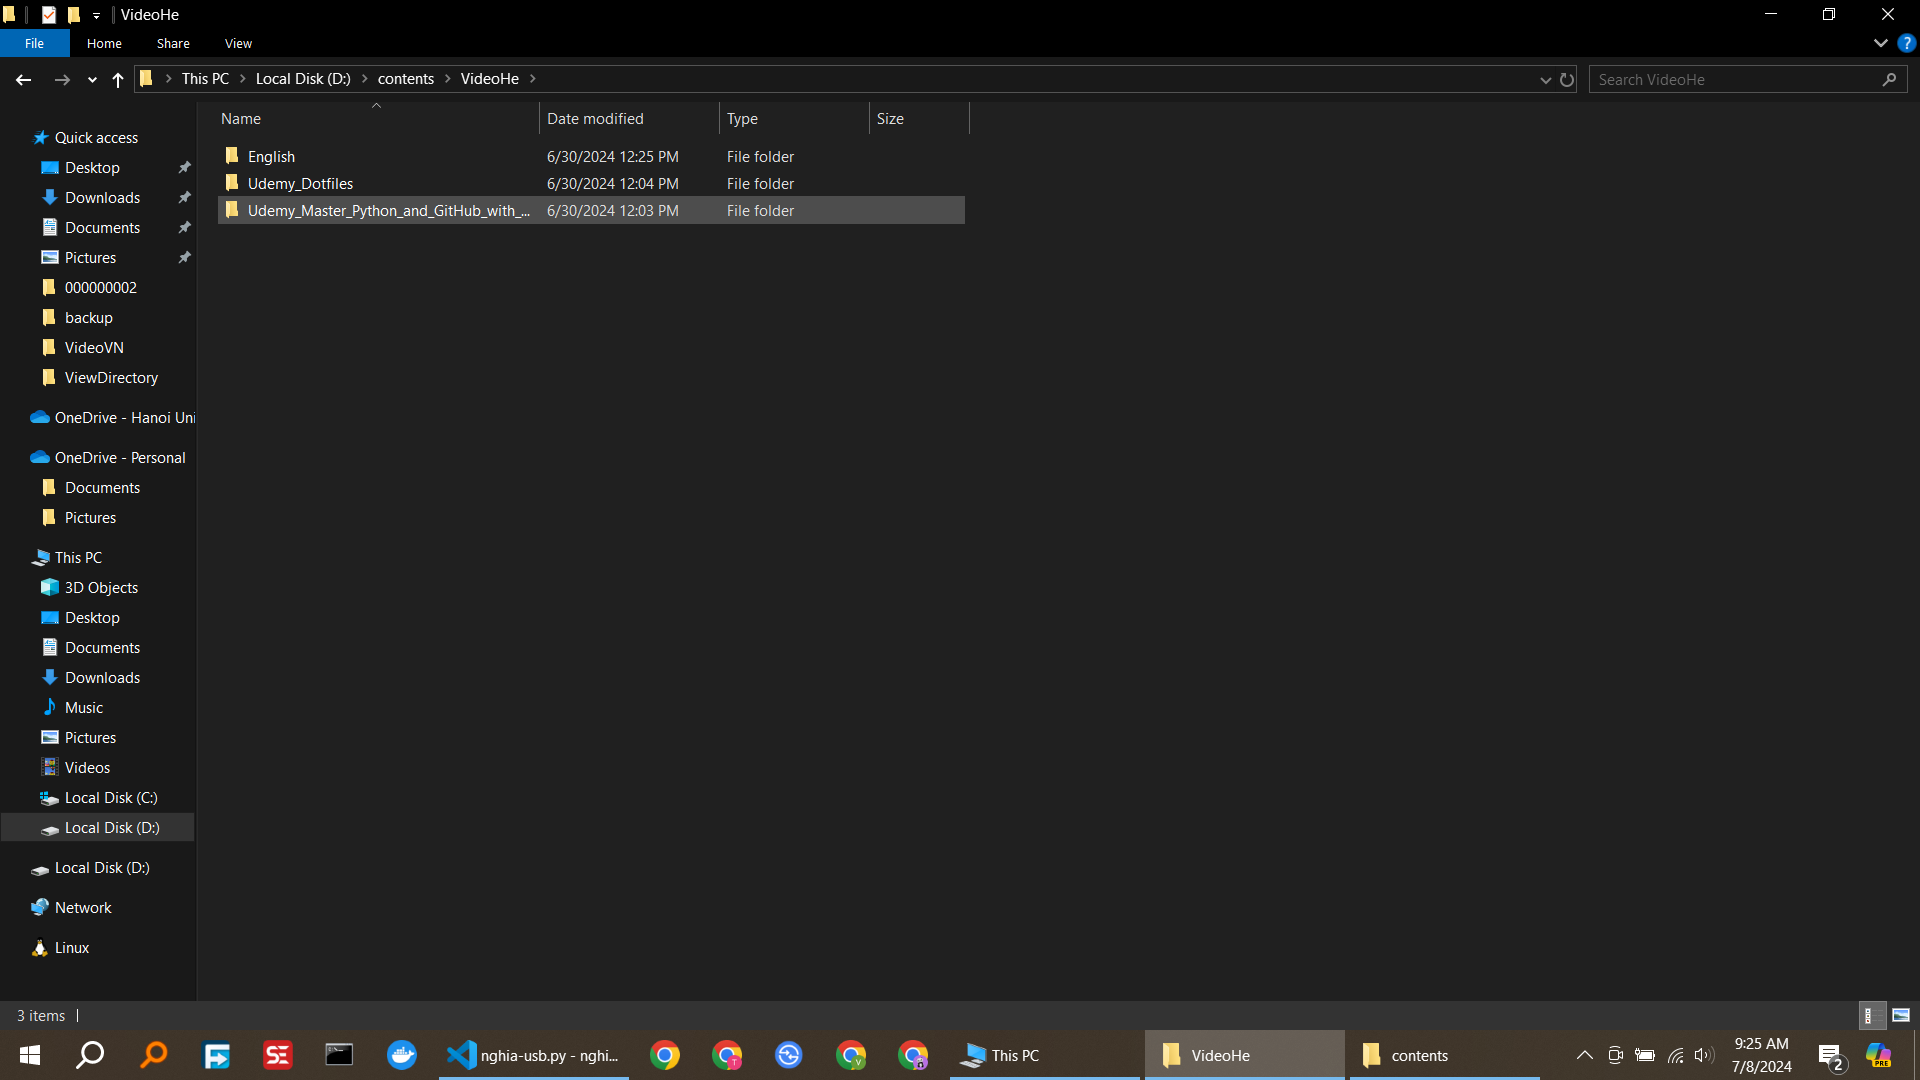 VideoHe
File Home Share View
This PC Local Disk (D:) contents VideoHe
Search VideoHe
Name Date modified Type Size
English 6/30/2024 12:25 PM File folder
Udemy_Dotfiles 6/30/2024 12:04 PM File folder
Udemy_Master_Python_and_GitHub_with_... 6/30/2024 12:03 PM File folder
Quick access
Desktop
Downloads
Documents
Pictures
000000002
backup
VideoVN
ViewDirectory
OneDrive - Hanoi Uni
OneDrive - Personal
Documents
Pictures
This PC
3D Objects
Desktop
Documents
Downloads
Music
Pictures
Videos
Local Disk (C:)
Local Disk (D:)
Local Disk (D:)
Network
Linux
3 items
SE
nghia-usb.py - nghi...
T
V
This PC
VideoHe
contents
9:25 AM
7/8/2024
2
PRE